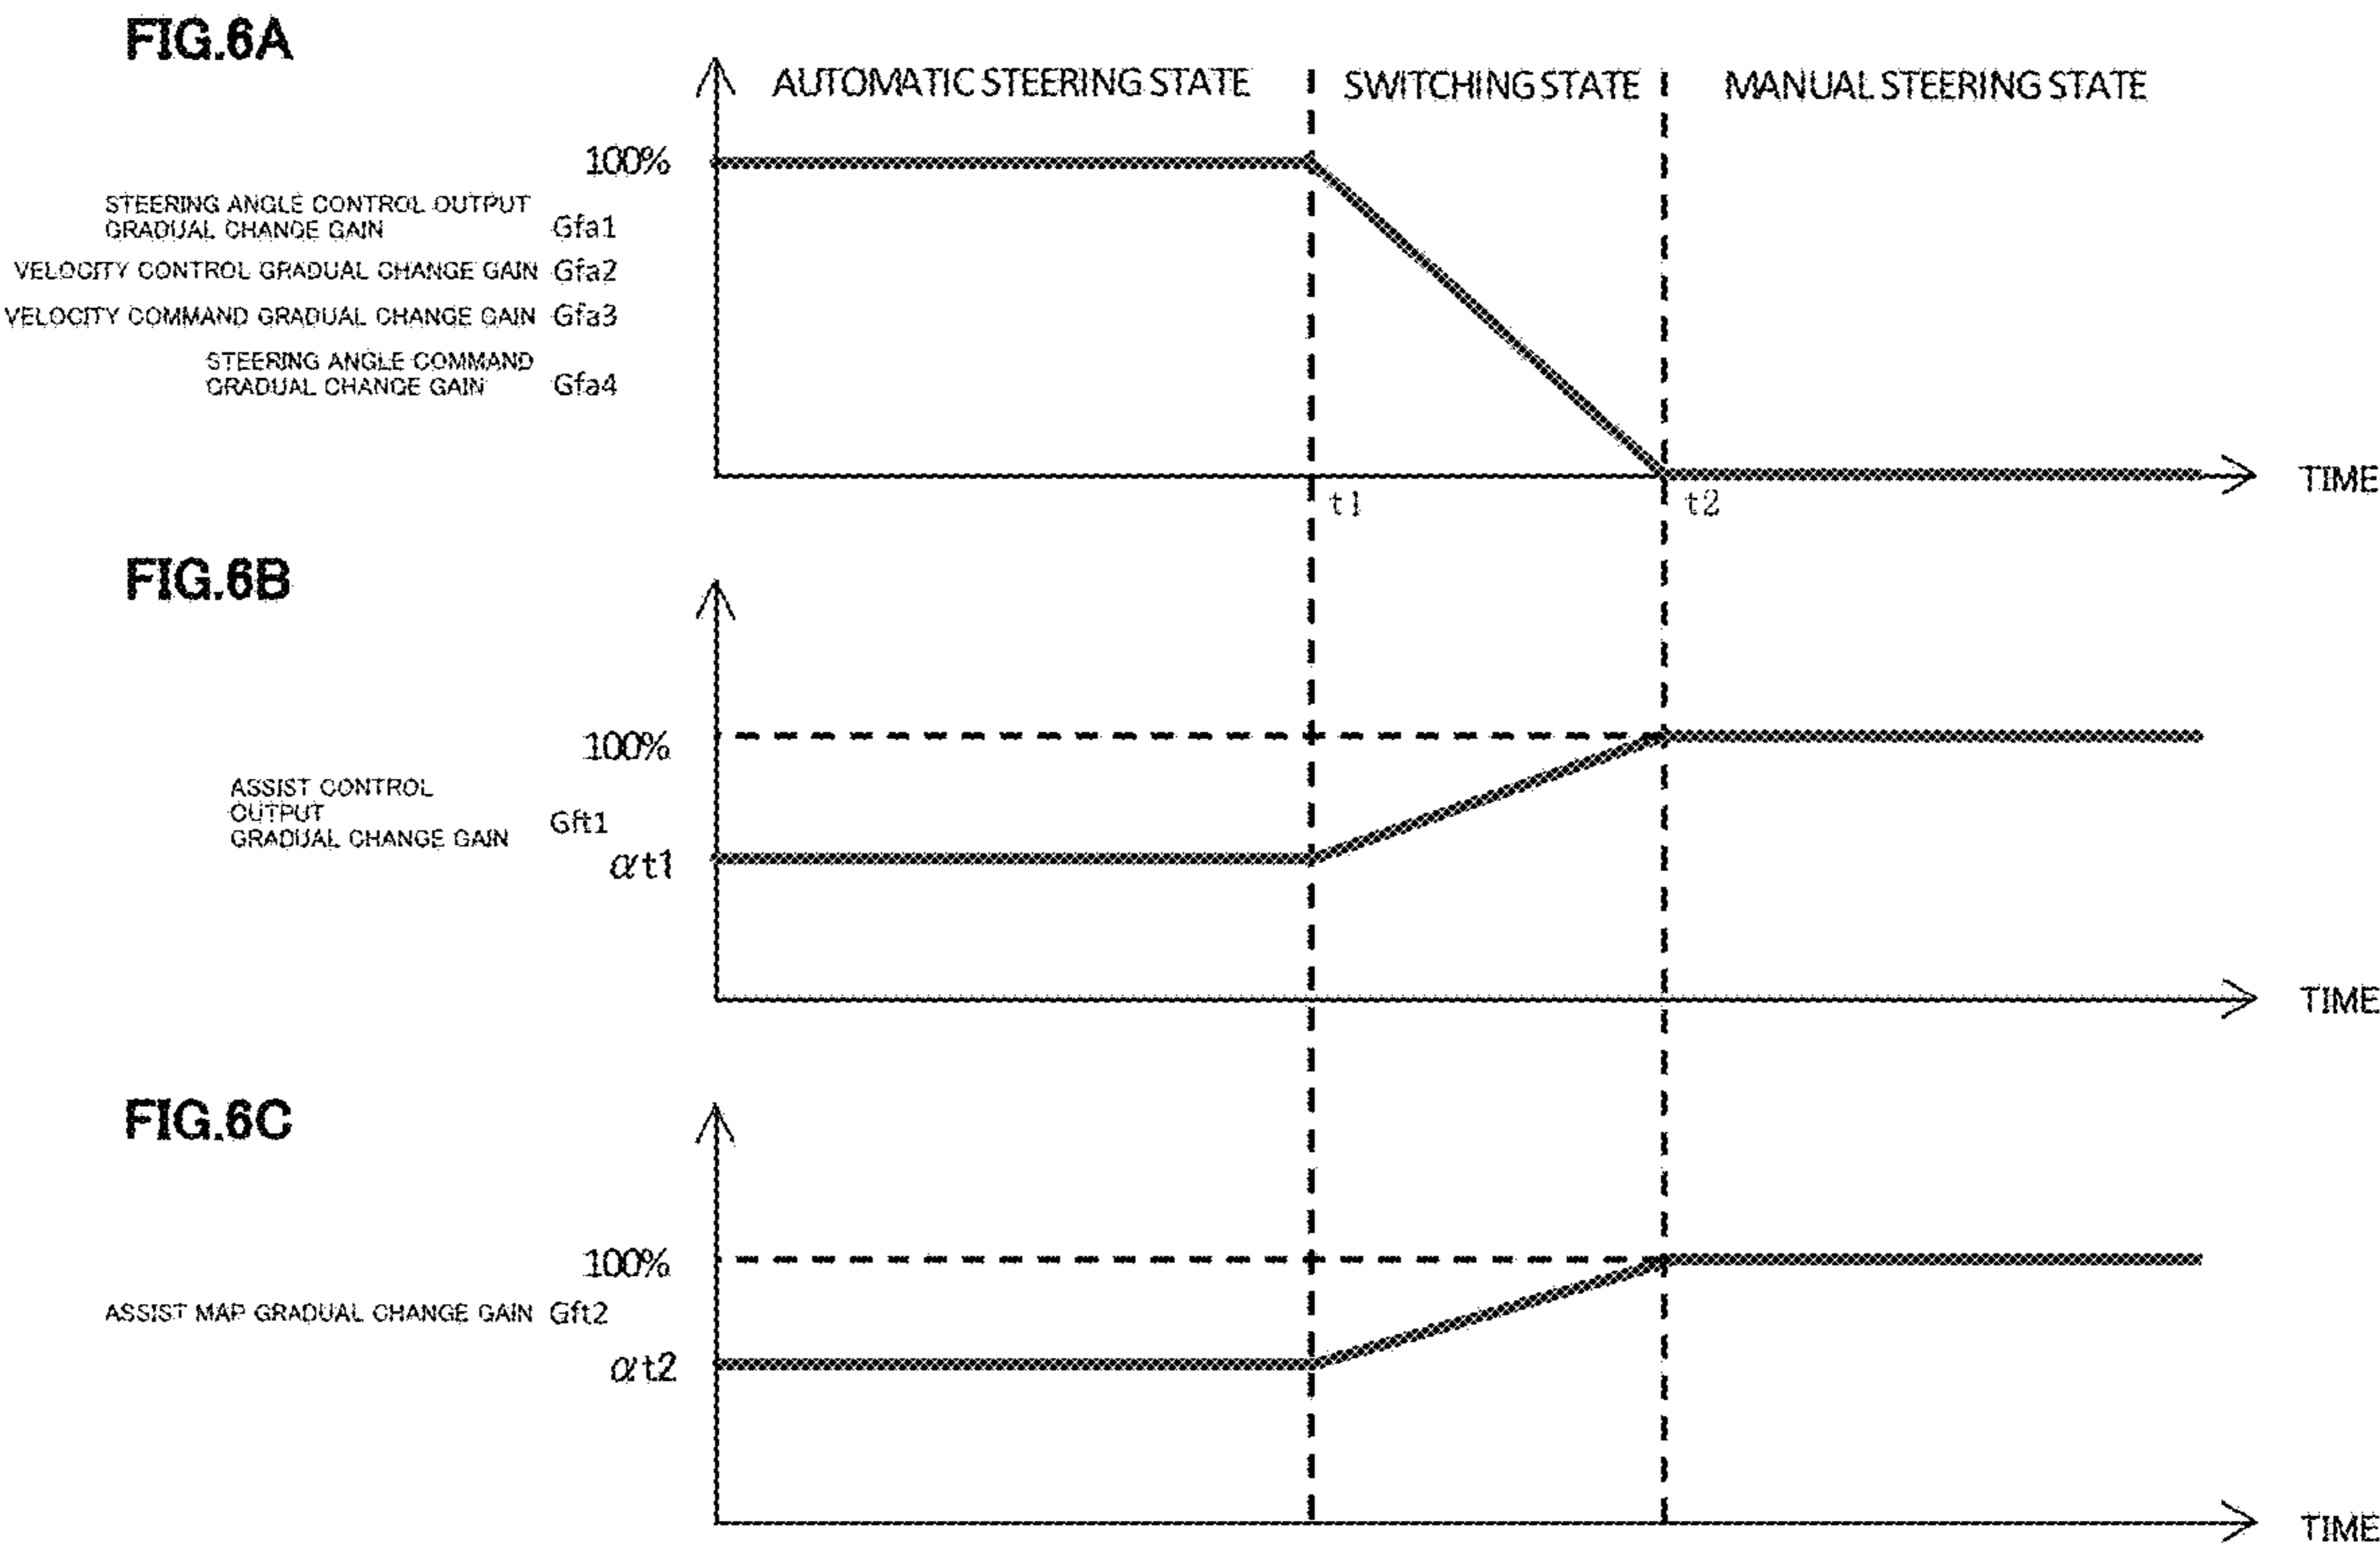 FIG.6A
AUTOMATIC STEERING STATE
SWITCHING STATE
MANUAL STEERING STATE
100%
STEERING ANGLE CONTROL OUTPUT
GRADUAL CHANGE GAIN
Gfa1
VELOCITY CONTROL GRADUAL CHANGE GAIN Gfa2
VELOCITY COMMAND GRADUAL CHANGE GAIN Gfa3
STEERING ANGLE COMMAND
GRADUAL CHANGE GAIN
Gfa4
TIME
t1
t2
FIG.6B
100%
ASSIST CONTROL
OUTPUT
GRADUAL CHANGE GAIN
Gft1
αt1
TIME
FIG.6C
100%
ASSIST MAP GRADUAL CHANGE GAIN Gft2
αt2
TIME